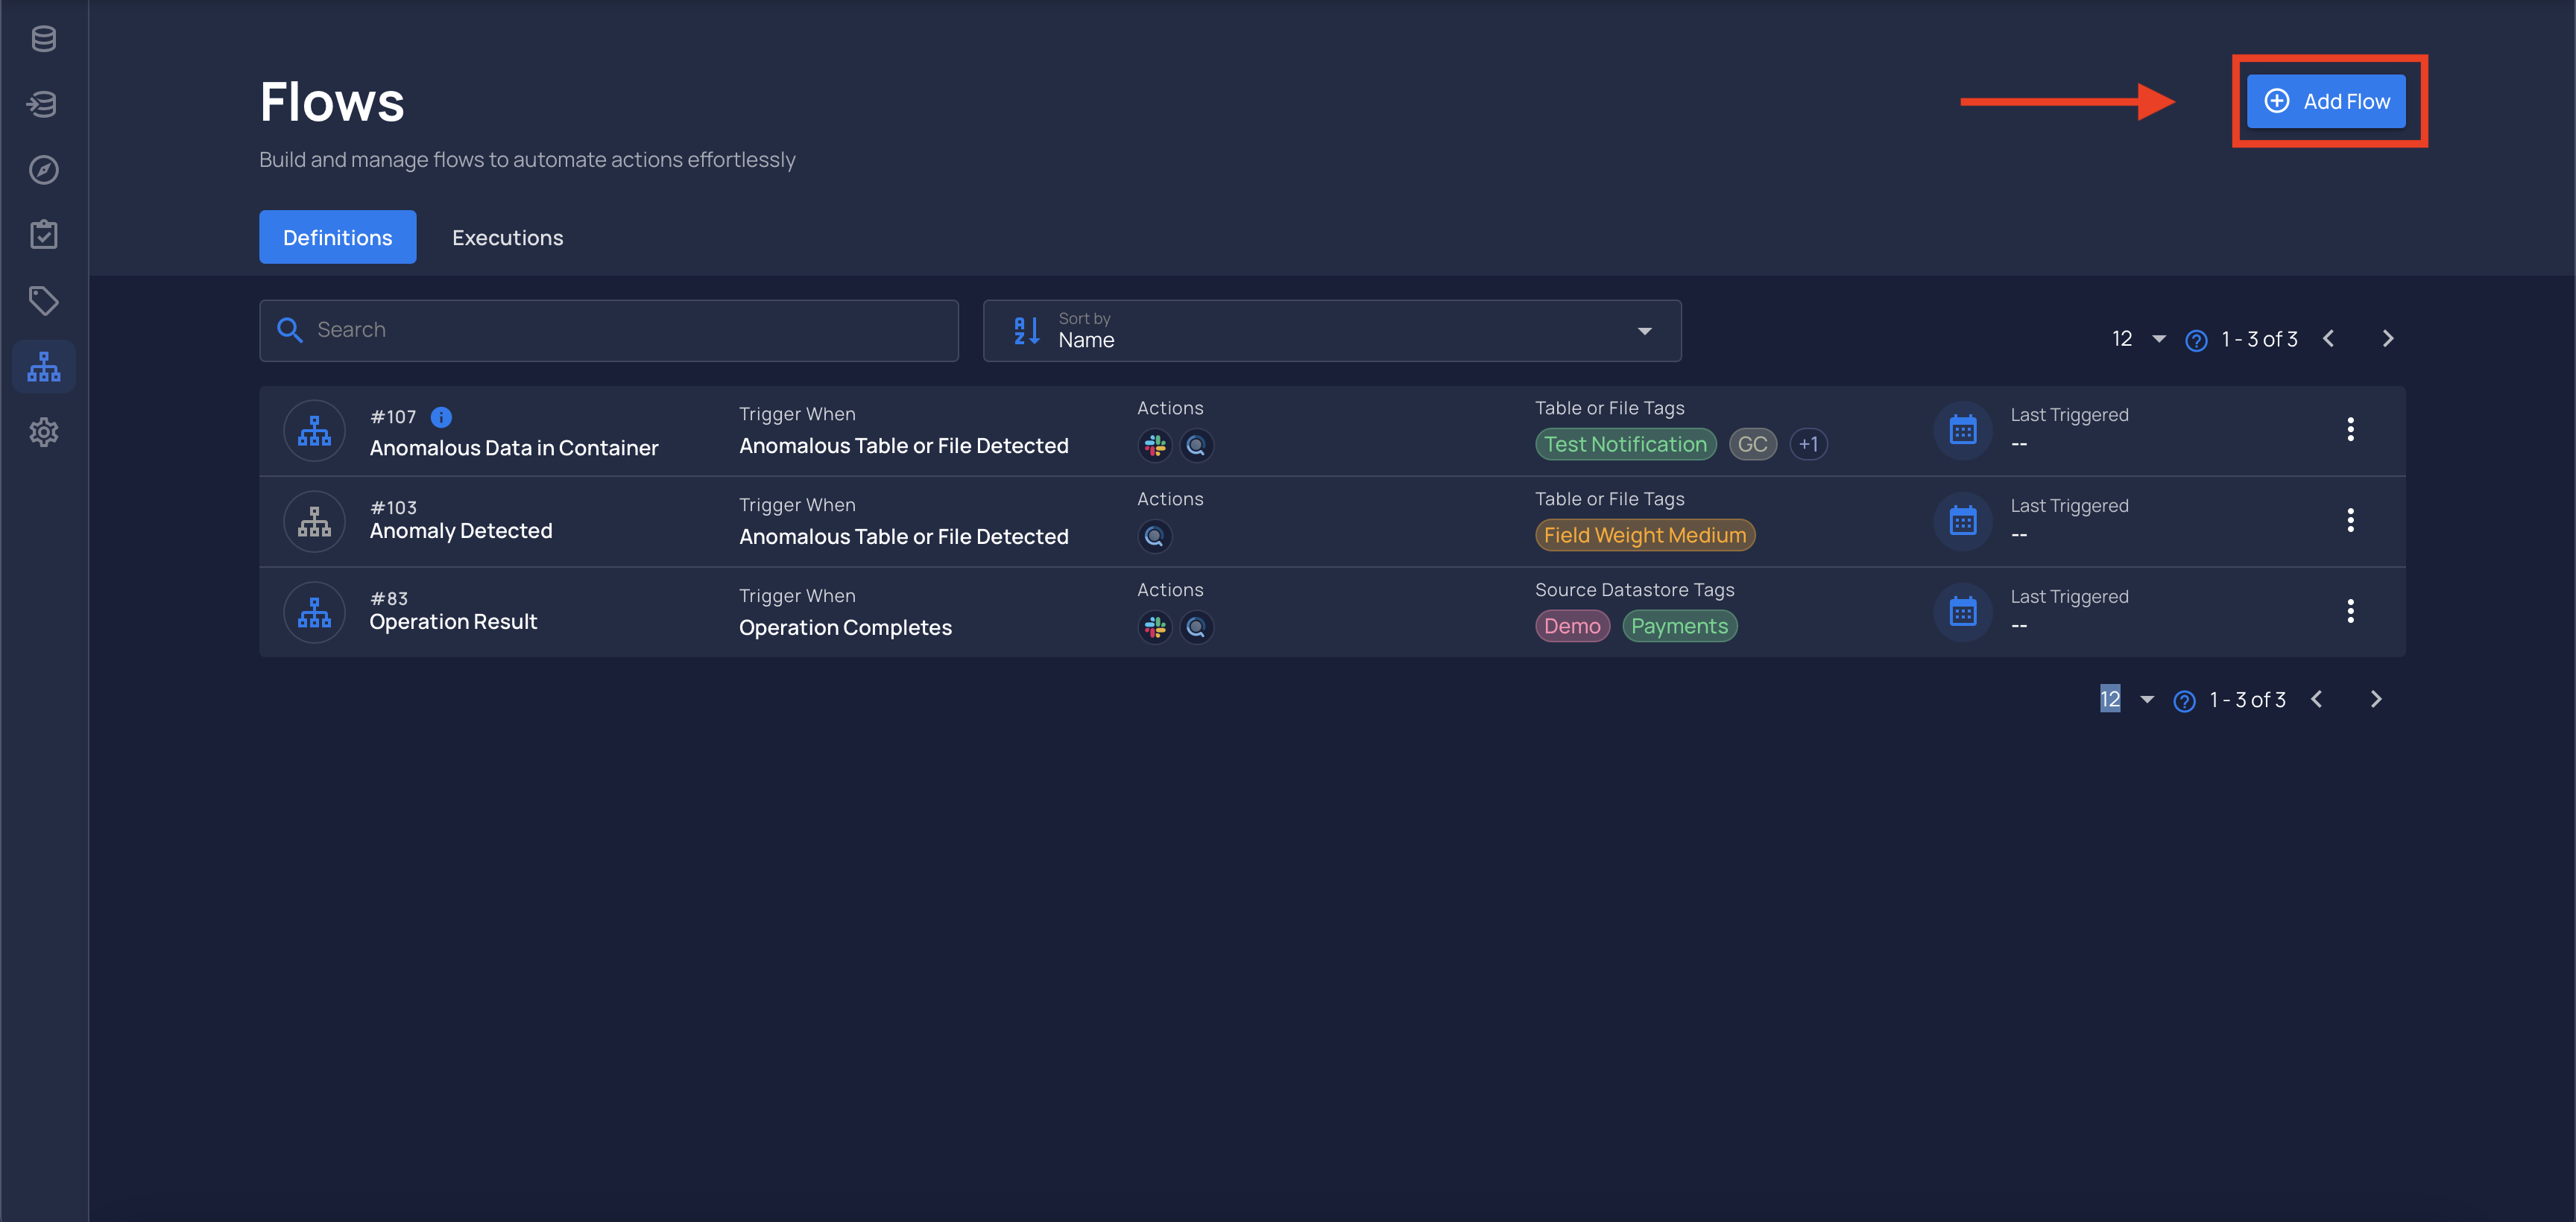 Flows
Add Flow
Build and manage flows to automate actions effortlessly
Definitions
Executions
Search
Sort by
Name
12
1 - 3 of 3
#107
Anomalous Data in Container
Trigger When
Anomalous Table or File Detected
Actions
Table or File Tags
Test Notification GC +1
Last Triggered
--
#103
Anomaly Detected
Trigger When
Anomalous Table or File Detected
Actions
Table or File Tags
Field Weight Medium
Last Triggered
--
#83
Operation Result
Trigger When
Operation Completes
Actions
Source Datastore Tags
Demo Payments
Last Triggered
--
12
1 - 3 of 3